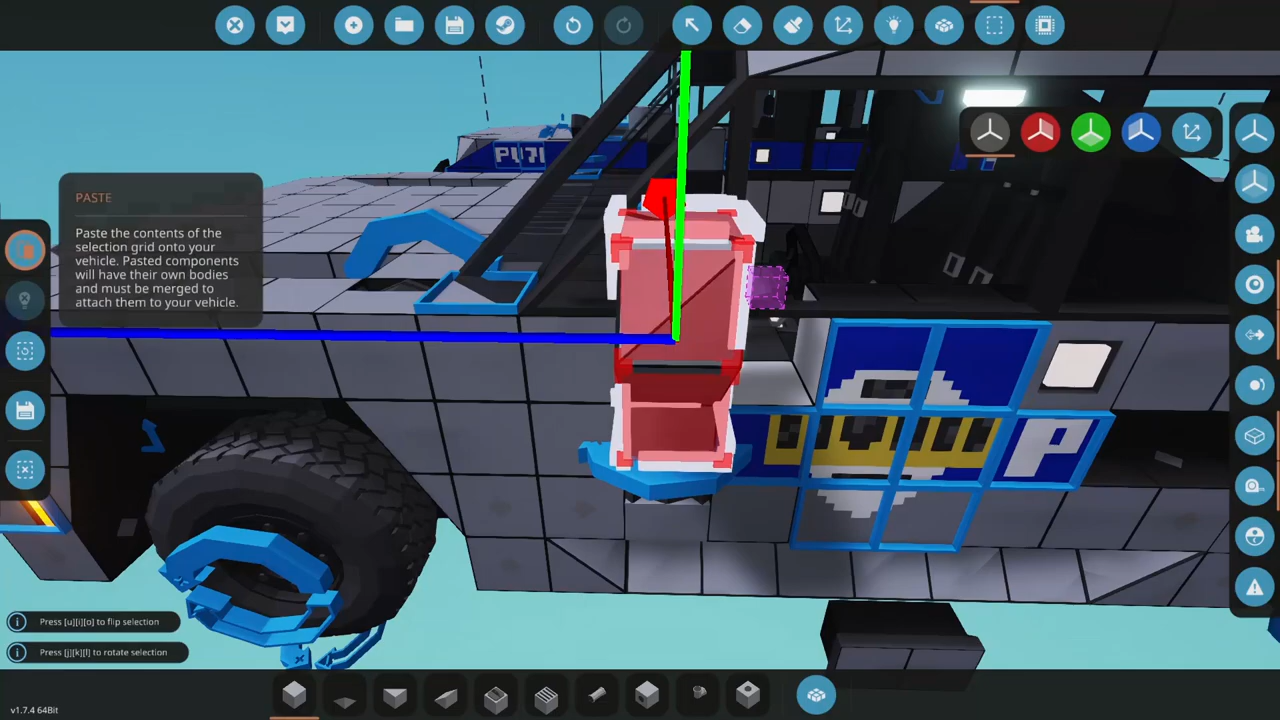 PASTE
Paste the contents of the
selection grid onto your
vehicle. Pasted components
will have their own bodies
and must be merged to
attach them to your vehicle.
P
Press [u][i][o] to flip selection
Press [j][k][l] to rotate selection
v1.7.4 64Bit